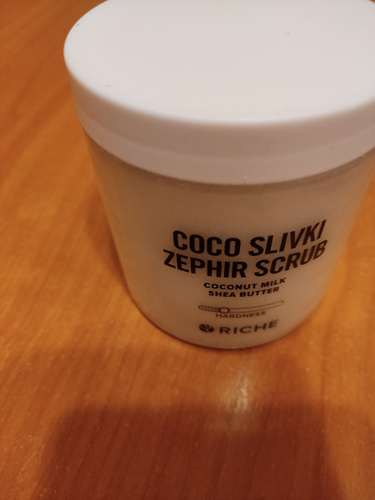 COCO SLIVKI
ZEPHIR SCRUB
COCONUT MILK
SHEA BUTTER
HARDNESS
RICHE